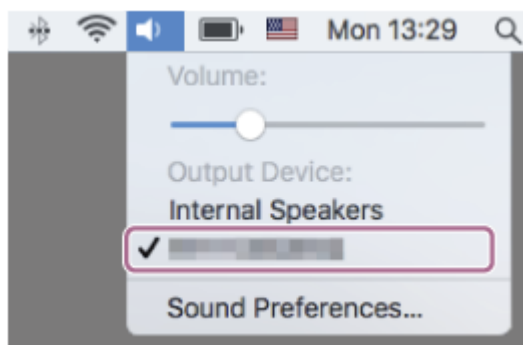 Mon 13:29
Volume:
Output Device:
Internal Speakers
Sound Preferences...